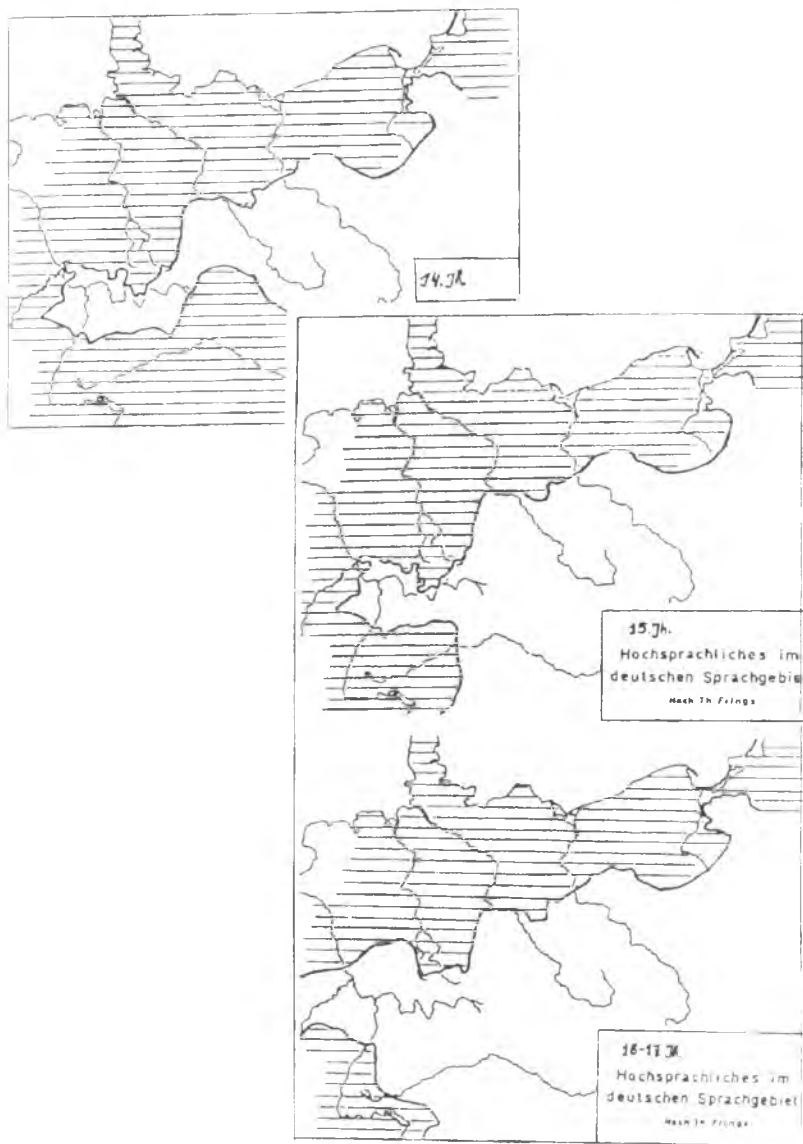 14. Jh.
15. Jh.
Hochsprachliches im
deutschen Sprachgebie
Nach Th Frings
16-17 Jh.
Hochsprachliches im
deutschen Sprachgebiet
Nach Th Frings